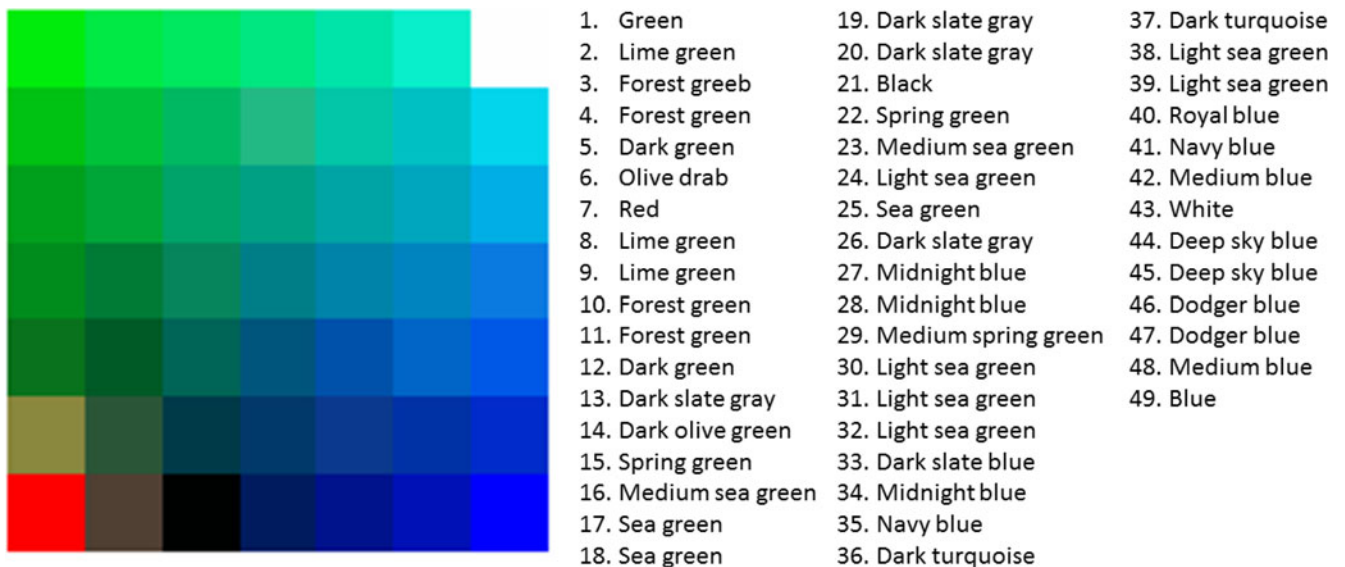 1. Green
2. Lime green
3. Forest greeb
4. Forest green
5. Dark green
6. Olive drab
7. Red
8. Lime green
9. Lime green
10. Forest green
11. Forest green
12. Dark green
13. Dark slate gray
14. Dark olive green
15. Spring green
16. Medium sea green
17. Sea green
18. Sea green
19. Dark slate gray
20. Dark slate gray
21. Black
22. Spring green
23. Medium sea green
24. Light sea green
25. Sea green
26. Dark slate gray
27. Midnight blue
28. Midnight blue
29. Medium spring green
30. Light sea green
31. Light sea green
32. Light sea green
33. Dark slate blue
34. Midnight blue
35. Navy blue
36. Dark turquoise
37. Dark turquoise
38. Light sea green
39. Light sea green
40. Royal blue
41. Navy blue
42. Medium blue
43. White
44. Deep sky blue
45. Deep sky blue
46. Dodger blue
47. Dodger blue
48. Medium blue
49. Blue